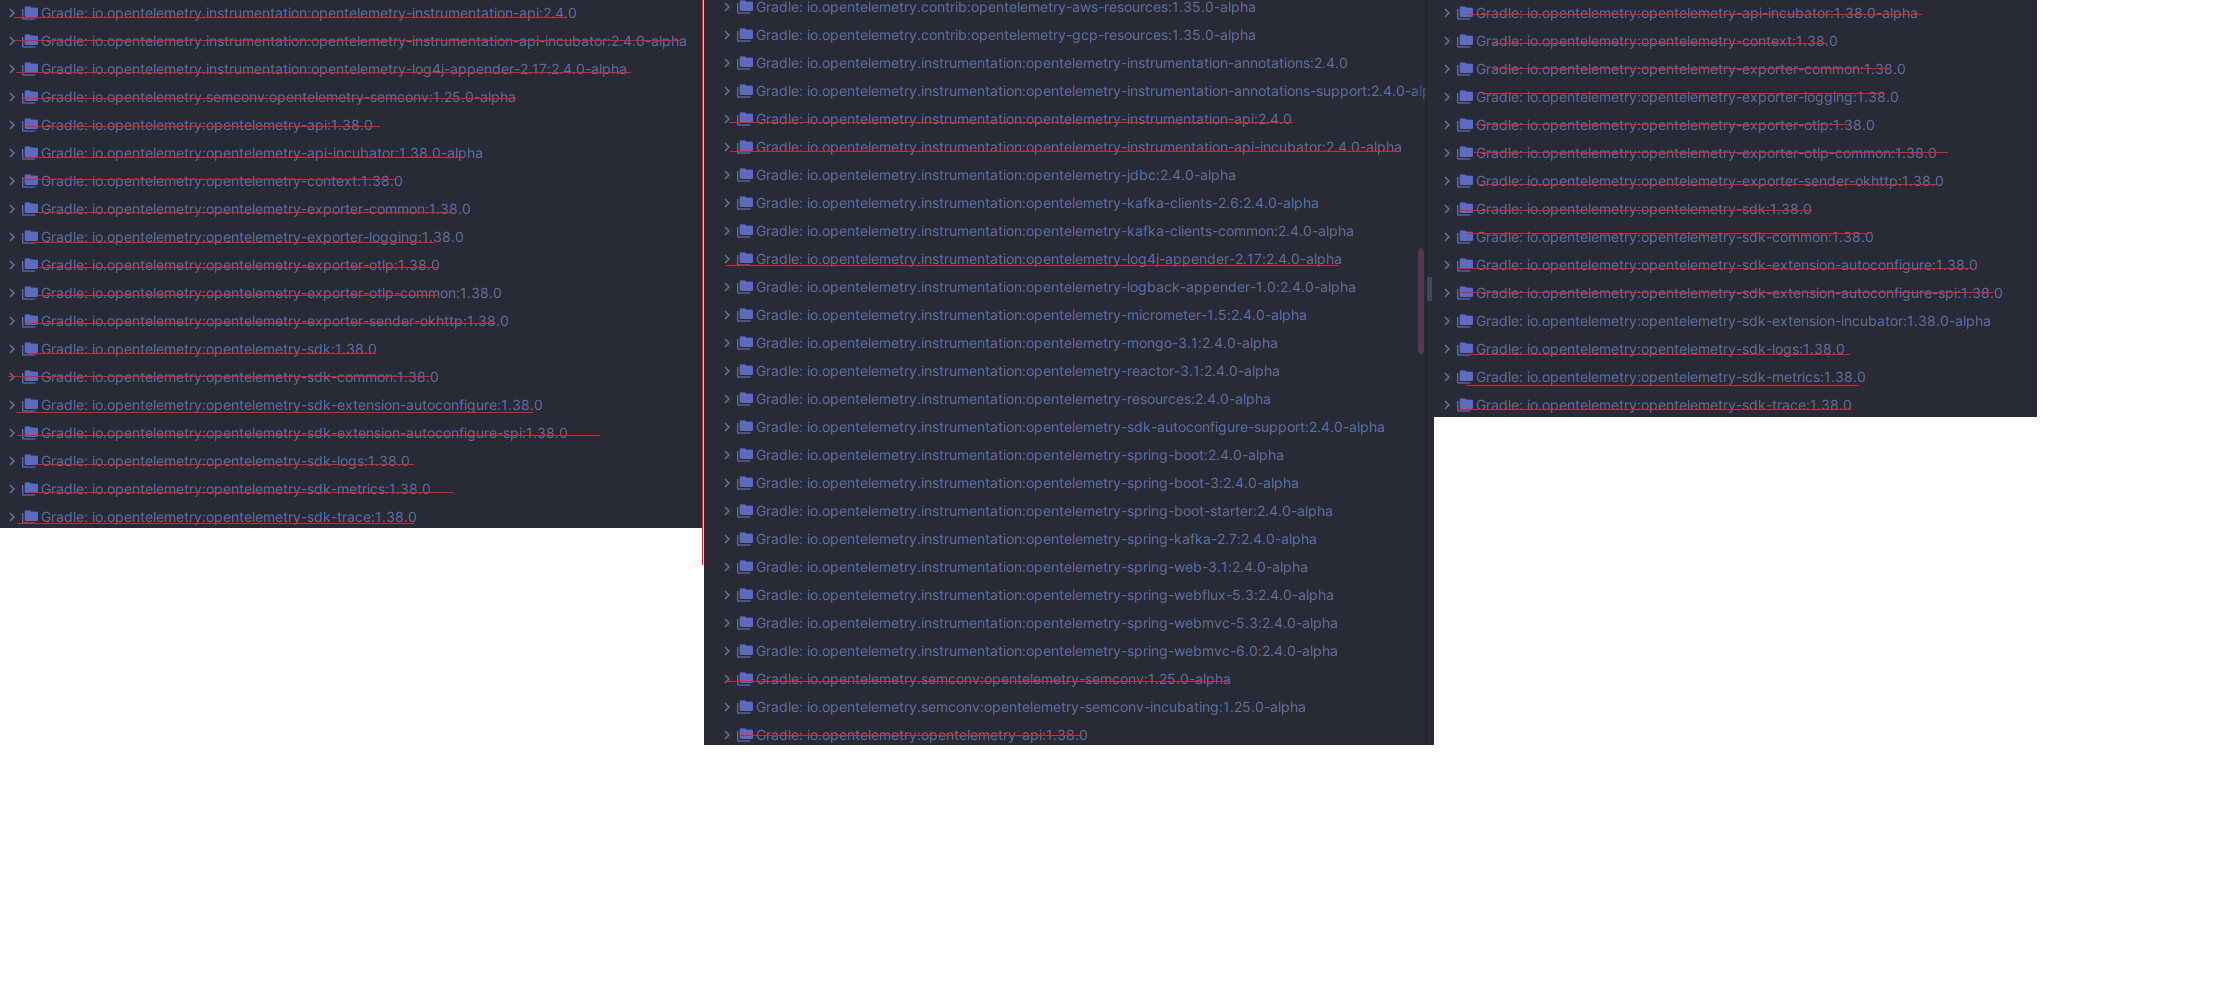 Gradle: io.opentelemetry.instrumentation:opentelemetry-instrumentation-api:2.4.0
Gradle: io.opentelemetry.instrumentation:opentelemetry-instrumentation-api-incubator:2.4.0-alpha
Gradle: io.opentelemetry.instrumentation:opentelemetry-log4j-appender-2.17:2.4.0-alpha
Gradle: io.opentelemetry.semconv:opentelemetry-semconv:1.25.0-alpha
Gradle: io.opentelemetry:opentelemetry-api:1.38.0
Gradle: io.opentelemetry:opentelemetry-api-incubator:1.38.0-alpha
Gradle: io.opentelemetry:opentelemetry-context:1.38.0
Gradle: io.opentelemetry:opentelemetry-exporter-common:1.38.0
Gradle: io.opentelemetry:opentelemetry-exporter-logging:1.38.0
Gradle: io.opentelemetry:opentelemetry-exporter-otlp:1.38.0
Gradle: io.opentelemetry:opentelemetry-exporter-otlp-common:1.38.0
Gradle: io.opentelemetry:opentelemetry-exporter-sender-okhttp:1.38.0
Gradle: io.opentelemetry:opentelemetry-sdk:1.38.0
Gradle: io.opentelemetry:opentelemetry-sdk-common:1.38.0
Gradle: io.opentelemetry:opentelemetry-sdk-extension-autoconfigure:1.38.0
Gradle: io.opentelemetry:opentelemetry-sdk-extension-autoconfigure-spi:1.38.0
Gradle: io.opentelemetry:opentelemetry-sdk-logs:1.38.0
Gradle: io.opentelemetry:opentelemetry-sdk-metrics:1.38.0
Gradle: io.opentelemetry:opentelemetry-sdk-trace:1.38.0
Gradle: io.opentelemetry.contrib:opentelemetry-aws-resources:1.35.0-alpha
Gradle: io.opentelemetry.contrib:opentelemetry-gcp-resources:1.35.0-alpha
Gradle: io.opentelemetry.instrumentation:opentelemetry-instrumentation-annotations:2.4.0
Gradle: io.opentelemetry.instrumentation:opentelemetry-instrumentation-annotations-support:2.4.0-alp
Gradle: io.opentelemetry.instrumentation:opentelemetry-instrumentation-api:2.4.0
Gradle: io.opentelemetry.instrumentation:opentelemetry-instrumentation-api-incubator:2.4.0-alpha
Gradle: io.opentelemetry.instrumentation:opentelemetry-jdbc:2.4.0-alpha
Gradle: io.opentelemetry.instrumentation:opentelemetry-kafka-clients-2.6:2.4.0-alpha
Gradle: io.opentelemetry.instrumentation:opentelemetry-kafka-clients-common:2.4.0-alpha
Gradle: io.opentelemetry.instrumentation:opentelemetry-log4j-appender-2.17:2.4.0-alpha
Gradle: io.opentelemetry.instrumentation:opentelemetry-logback-appender-1.0:2.4.0-alpha
Gradle: io.opentelemetry.instrumentation:opentelemetry-micrometer-1.5:2.4.0-alpha
Gradle: io.opentelemetry.instrumentation:opentelemetry-mongo-3.1:2.4.0-alpha
Gradle: io.opentelemetry.instrumentation:opentelemetry-reactor-3.1:2.4.0-alpha
Gradle: io.opentelemetry.instrumentation:opentelemetry-resources:2.4.0-alpha
Gradle: io.opentelemetry.instrumentation:opentelemetry-sdk-autoconfigure-support:2.4.0-alpha
Gradle: io.opentelemetry.instrumentation:opentelemetry-spring-boot:2.4.0-alpha
Gradle: io.opentelemetry.instrumentation:opentelemetry-spring-boot-3:2.4.0-alpha
Gradle: io.opentelemetry.instrumentation:opentelemetry-spring-boot-starter:2.4.0-alpha
Gradle: io.opentelemetry.instrumentation:opentelemetry-spring-kafka-2.7:2.4.0-alpha
Gradle: io.opentelemetry.instrumentation:opentelemetry-spring-web-3.1:2.4.0-alpha
Gradle: io.opentelemetry.instrumentation:opentelemetry-spring-webflux-5.3:2.4.0-alpha
Gradle: io.opentelemetry.instrumentation:opentelemetry-spring-webmvc-5.3:2.4.0-alpha
Gradle: io.opentelemetry.instrumentation:opentelemetry-spring-webmvc-6.0:2.4.0-alpha
Gradle: io.opentelemetry.semconv:opentelemetry-semconv:1.25.0-alpha
Gradle: io.opentelemetry.semconv:opentelemetry-semconv-incubating:1.25.0-alpha
Gradle: io.opentelemetry:opentelemetry-api:1.38.0
Gradle: io.opentelemetry:opentelemetry-api-incubator:1.38.0-alpha
Gradle: io.opentelemetry:opentelemetry-context:1.38.0
Gradle: io.opentelemetry:opentelemetry-exporter-common:1.38.0
Gradle: io.opentelemetry:opentelemetry-exporter-logging:1.38.0
Gradle: io.opentelemetry:opentelemetry-exporter-otlp:1.38.0
Gradle: io.opentelemetry:opentelemetry-exporter-otlp-common:1.38.0
Gradle: io.opentelemetry:opentelemetry-exporter-sender-okhttp:1.38.0
Gradle: io.opentelemetry:opentelemetry-sdk:1.38.0
Gradle: io.opentelemetry:opentelemetry-sdk-common:1.38.0
Gradle: io.opentelemetry:opentelemetry-sdk-extension-autoconfigure:1.38.0
Gradle: io.opentelemetry:opentelemetry-sdk-extension-autoconfigure-spi:1.38.0
Gradle: io.opentelemetry:opentelemetry-sdk-extension-incubator:1.38.0-alpha
Gradle: io.opentelemetry:opentelemetry-sdk-logs:1.38.0
Gradle: io.opentelemetry:opentelemetry-sdk-metrics:1.38.0
Gradle: io.opentelemetry:opentelemetry-sdk-trace:1.38.0